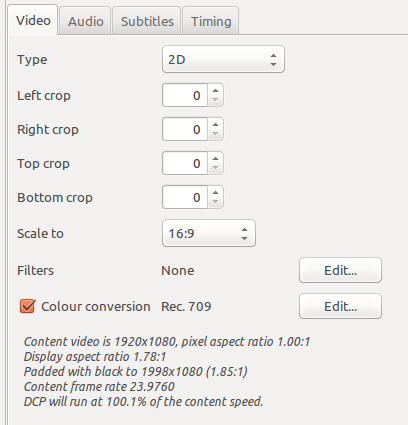 Video Audio Subtitles Timing
Type 2D
Left crop 0
Right crop 0
Top crop 0
Bottom crop 0
Scale to 16:9
Filters None Edit...
Colour conversion Rec. 709 Edit...
Content video is 1920x1080, pixel aspect ratio 1.00:1
Display aspect ratio 1.78:1
Padded with black to 1998x1080 (1.85:1)
Content frame rate 23.9760
DCP will run at 100.1% of the content speed.